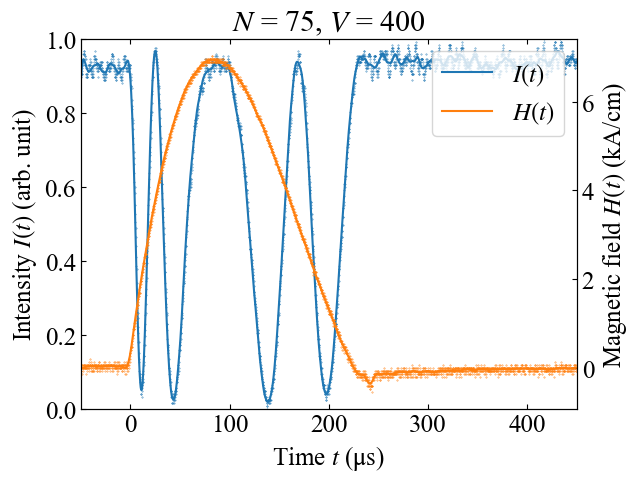 N = 75, V = 400
Intensity I(t) (arb. unit)
1.0
0.8
0.6
0.4
0.2
0.0
I(t)
H(t)
6
4
2
0
Magnetic field H(t) (kA/cm)
0
100
200
300
400
Time t (μs)